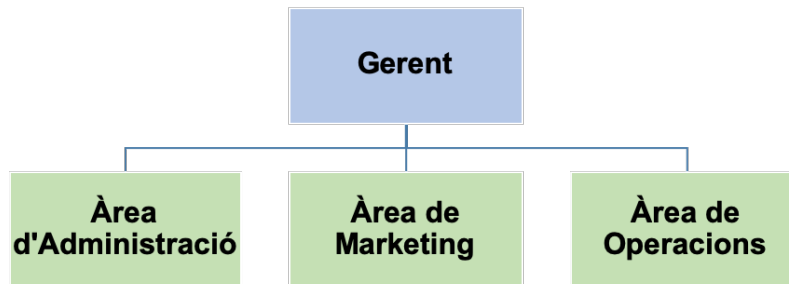 Gerent
Àrea
d'Administració
Àrea de
Marketing
Àrea de
Operacions